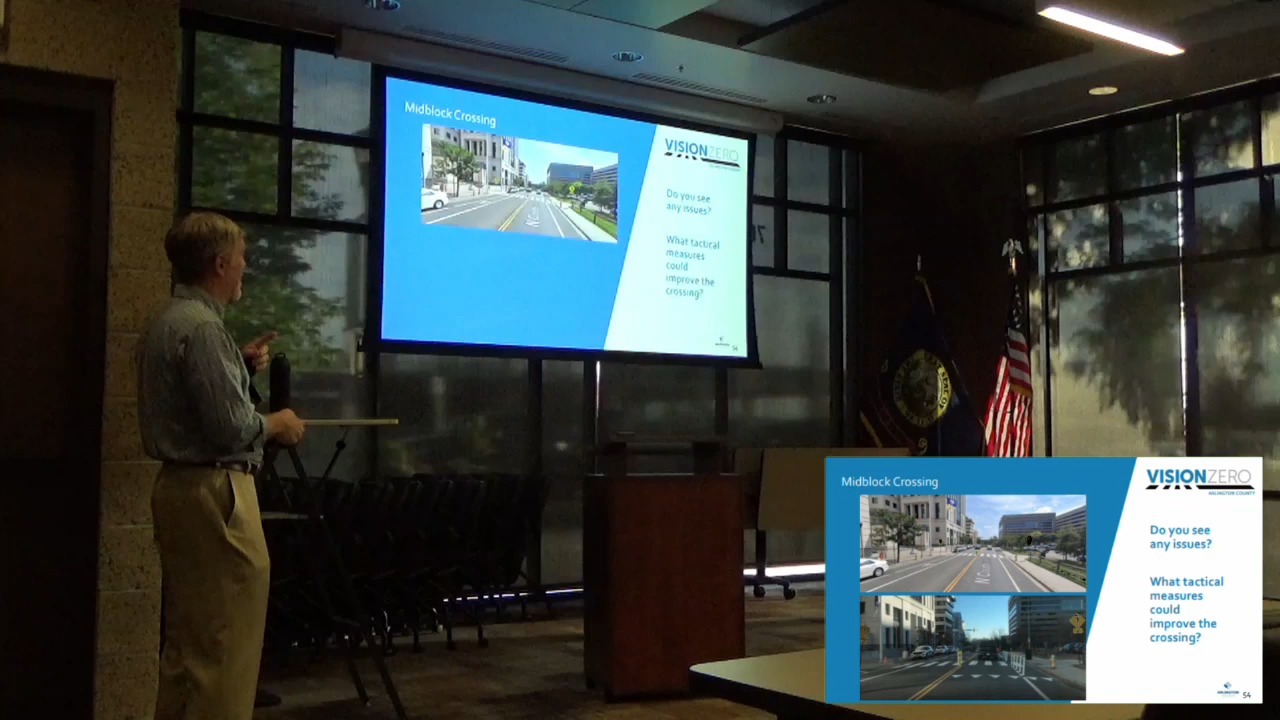 Midblock Crossing
VISIONZERO
Do you see
any issues?
What tactical
measures
could
improve the
crossing?
54
Midblock Crossing
VISIONZERO
ARLINGTON COUNTY
Do you see
any issues?
What tactical
measures
could
improve the
crossing?
ARLINGTON
54